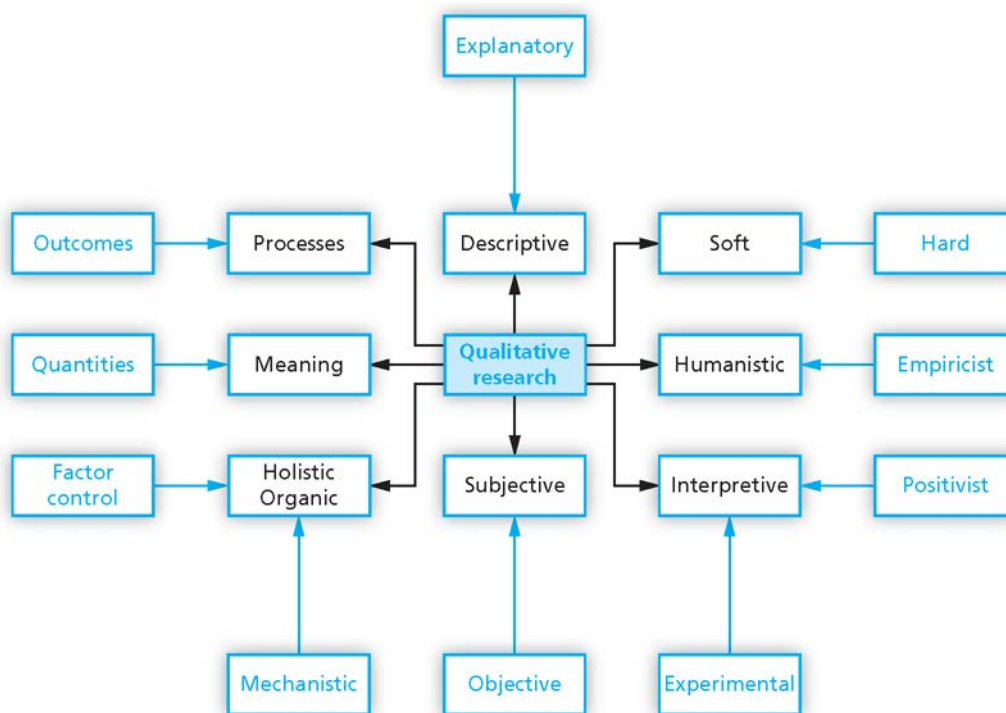 Explanatory
Outcomes
Processes
Descriptive
Soft
Hard
Quantities
Meaning
Qualitative
research
Humanistic
Empiricist
Factor
control
Holistic
Organic
Subjective
Interpretive
Positivist
Mechanistic
Objective
Experimental